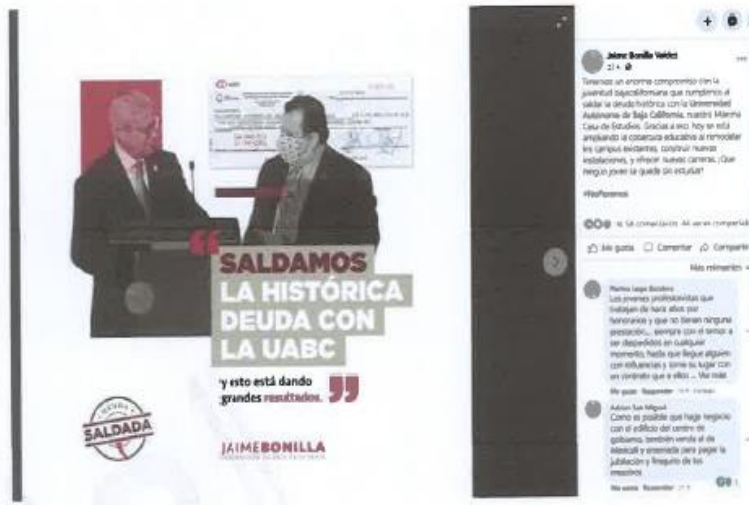 “SALDAMOS
LA HISTÓRICA
DEUDA CON
LA UABC
y esto está dando
grandes resultados.”
DEUDA
SALDADA
JAIMEBONILLA
Jaime Bonilla Valdez
Tenemos un enorme compromiso con la
juventud bajacaliforniana que cumplimos al
saldar la deuda histórica con la Universidad
Autónoma de Baja California, nuestra Máxima
Casa de Estudios. Gracias a eso, hoy se está
ampliando la cobertura educativa al remodelar
los campus existentes, construir nuevas
instalaciones, y ofrecer nuevas carreras. ¡Que
ningún joven se quede sin estudiar!
#NoParamos
58 comentarios 44 veces compartido
Me gusta Comentar Compartir
Más relevantes
Los jovenes profesionistas que
trabajan de hace años por
honorarios y que no tienen ninguna
prestación... siempre con el temor a
ser despedidos en cualquier
momento, hasta que llegue alguien
con influencias y tome su lugar con
un contrato que a ellos ... Ver más
Me gusta Responder
Adrian San Miguel
Como es posible que haga negocio
con el edificio del centro de
gobierno, también venda el de
Mexicali y ensenada para pagar la
jubilación y finiquito de los
maestros
Me gusta Responder